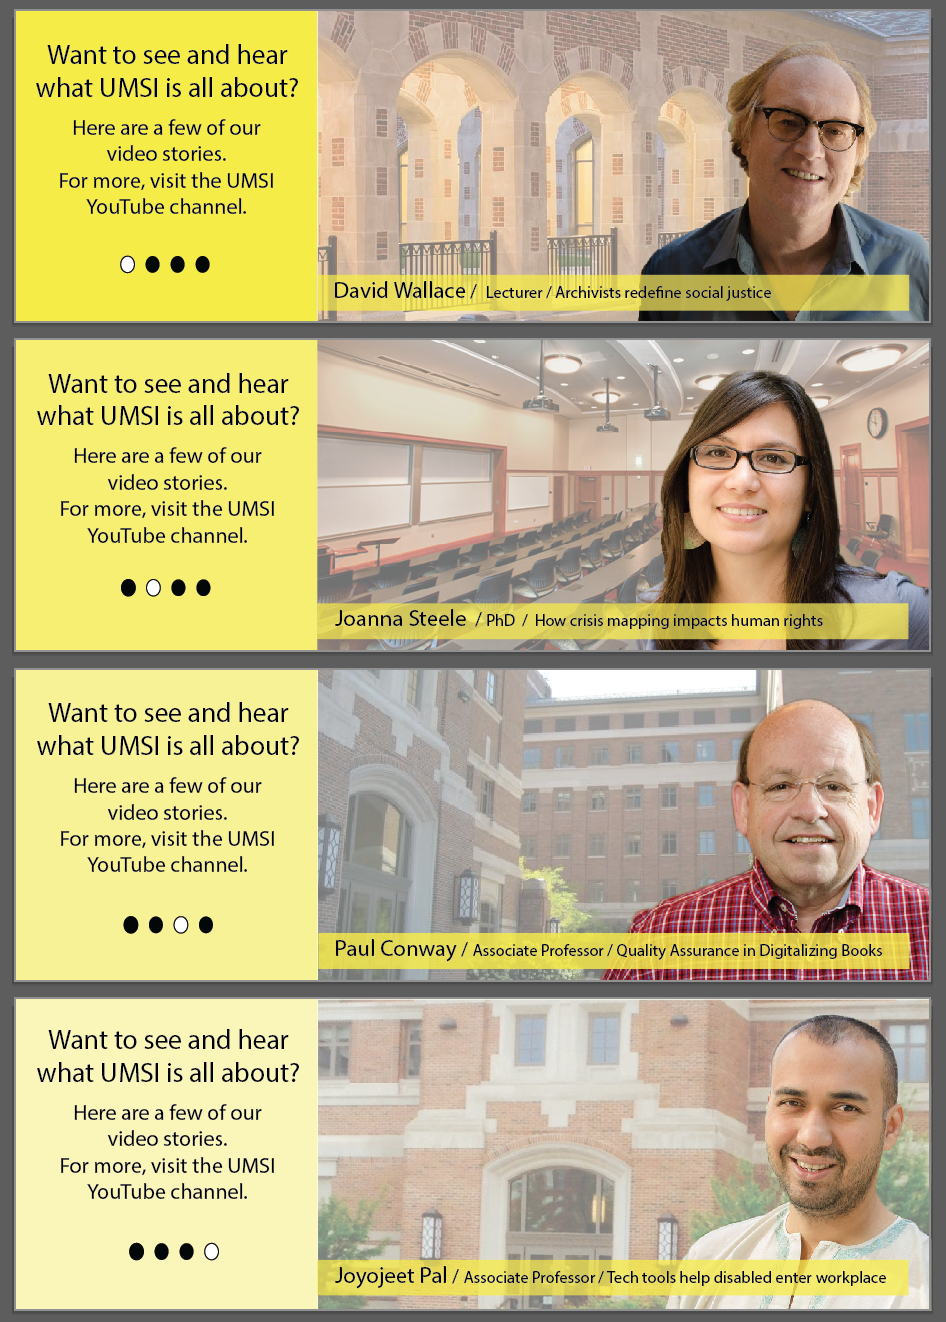 Want to see and hear
what UMSI is all about?
Here are a few of our
video stories.
For more, visit the UMSI
YouTube channel.
David Wallace / Lecturer / Archivists redefine social justice
Want to see and hear
what UMSI is all about?
Here are a few of our
video stories.
For more, visit the UMSI
YouTube channel.
Joanna Steele / PhD / How crisis mapping impacts human rights
Want to see and hear
what UMSI is all about?
Here are a few of our
video stories.
For more, visit the UMSI
YouTube channel.
Paul Conway / Associate Professor / Quality Assurance in Digitalizing Books
Want to see and hear
what UMSI is all about?
Here are a few of our
video stories.
For more, visit the UMSI
YouTube channel.
Joyojeet Pal / Associate Professor / Tech tools help disabled enter workplace